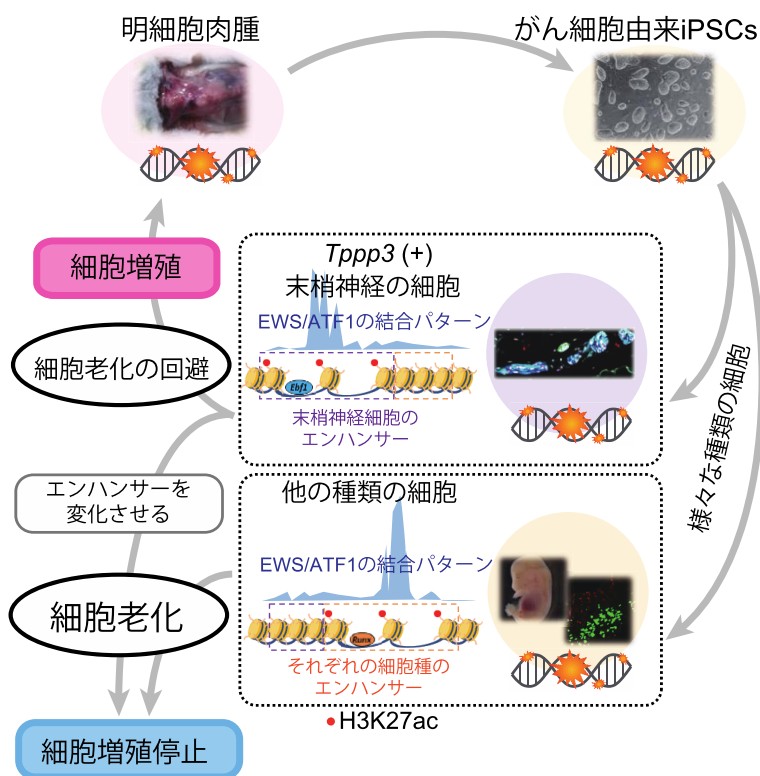 明細胞肉腫
がん細胞由来iPSCs
細胞増殖
細胞老化の回避
エンハンサーを
変化させる
細胞老化
細胞増殖停止
Tppp3 (+)
末梢神経の細胞
EWS/ATF1の結合パターン
Ebf1
末梢神経細胞の
エンハンサー
他の種類の細胞
EWS/ATF1の結合パターン
Runx
それぞれの細胞種の
エンハンサー
H3K27ac
様々な種類の細胞